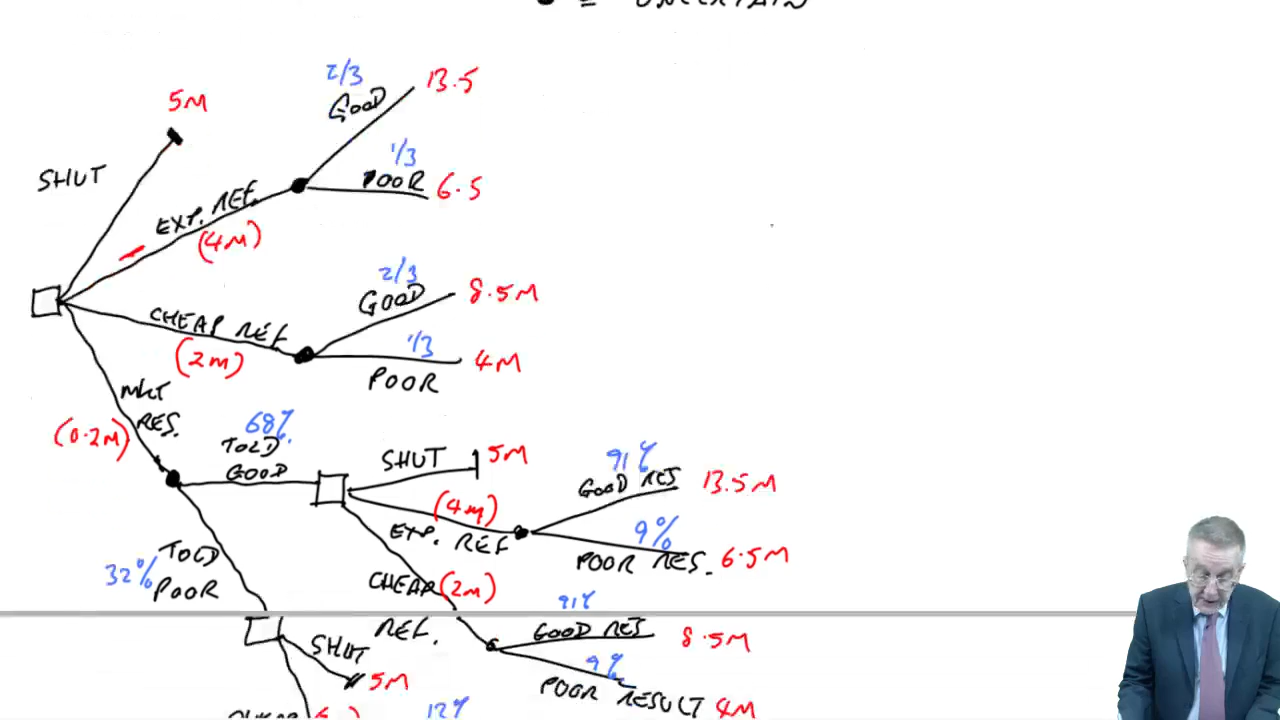 ≡ UNCERTAIN
SHUT
5M
EXP. REF.
(4M)
2/3
GOOD
13.5
1/3
POOR
6.5
CHEAP REF
(2M)
2/3
GOOD
8.5M
1/3
POOR
4M
MKT
RES.
(0.2M)
68%
TOLD
GOOD
SHUT
5M
(4M)
EXP. REF
91%
GOOD RES
13.5M
9%
POOR RES.
6.5M
CHEAP (2M)
REF.
91%
GOOD RES
8.5M
9%
POOR RESULT
4M
32%
TOLD
POOR
SHUT
5M
12%